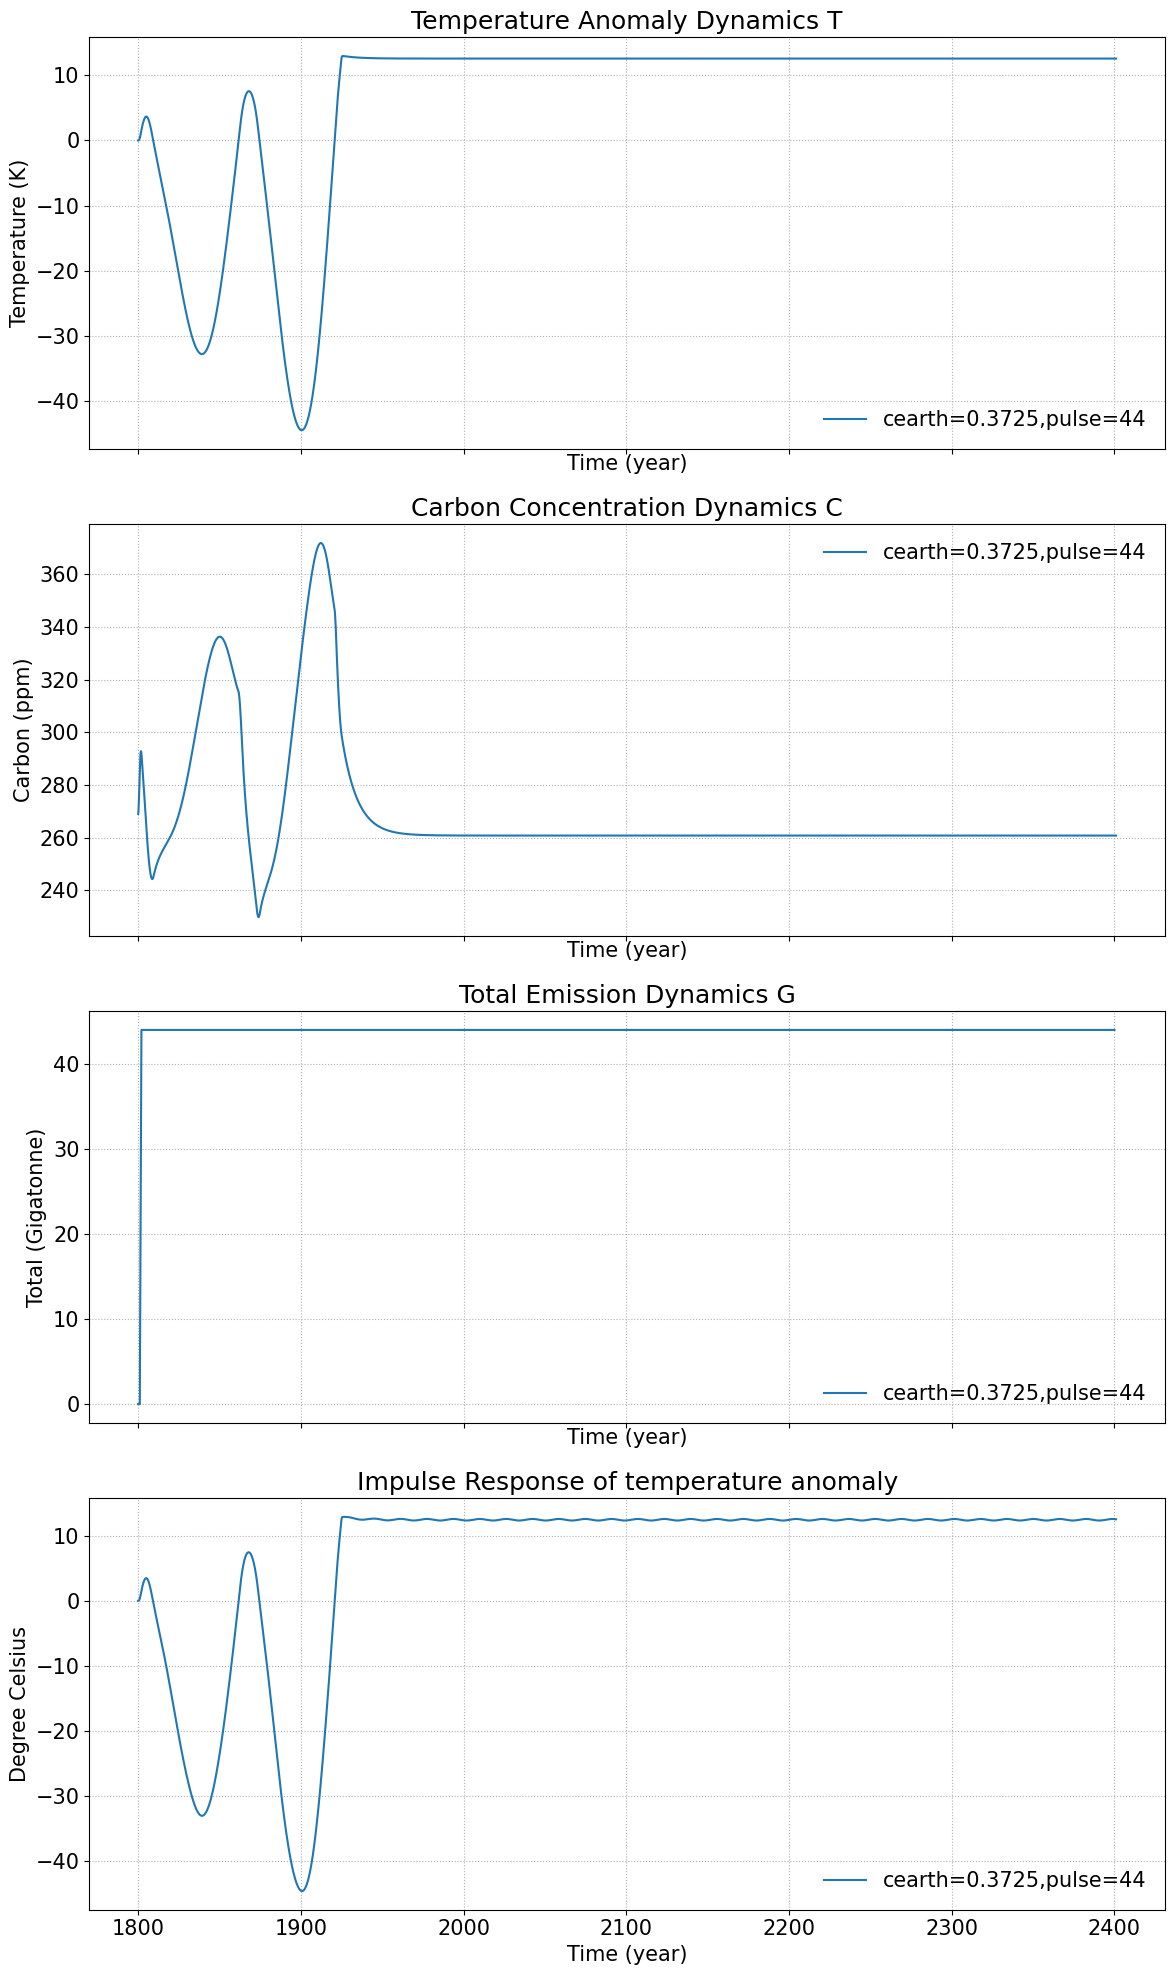 Temperature Anomaly Dynamics T
10
0
−10
−20
−30
−40
Temperature (K)
cearth=0.3725,pulse=44
Time (year)
Carbon Concentration Dynamics C
360
340
320
300
280
260
240
Carbon (ppm)
cearth=0.3725,pulse=44
Time (year)
Total Emission Dynamics G
40
30
20
10
0
Total (Gigatonne)
cearth=0.3725,pulse=44
Time (year)
Impulse Response of temperature anomaly
10
0
−10
−20
−30
−40
Degree Celsius
cearth=0.3725,pulse=44
1800 1900 2000 2100 2200 2300 2400
Time (year)